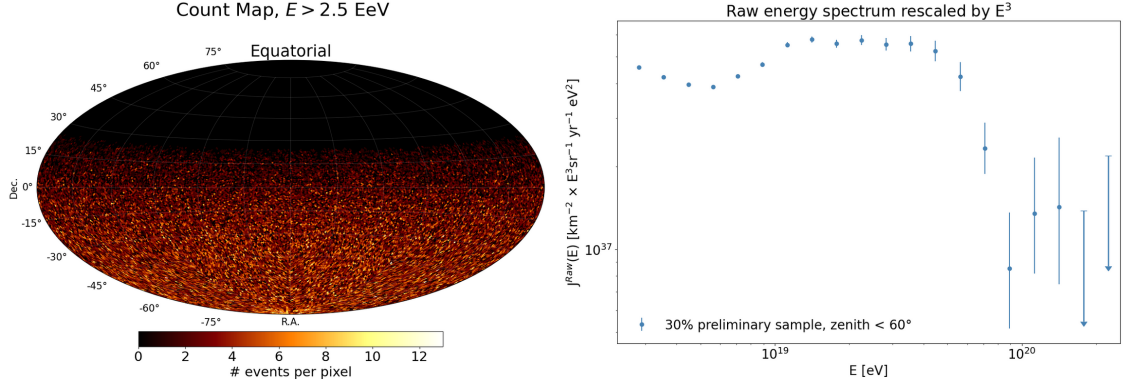 Count Map, E > 2.5 EeV
Equatorial
75°
60°
45°
30°
15°
0°
-15°
-30°
-45°
-60°
-75°
Dec.
R.A.
0 2 4 6 8 10 12
# events per pixel
Raw energy spectrum rescaled by E³
J^Raw(E) [km⁻² × E³sr⁻¹ yr⁻¹ eV²]
10³⁷
30% preliminary sample, zenith < 60°
10¹⁹ 10²⁰
E [eV]